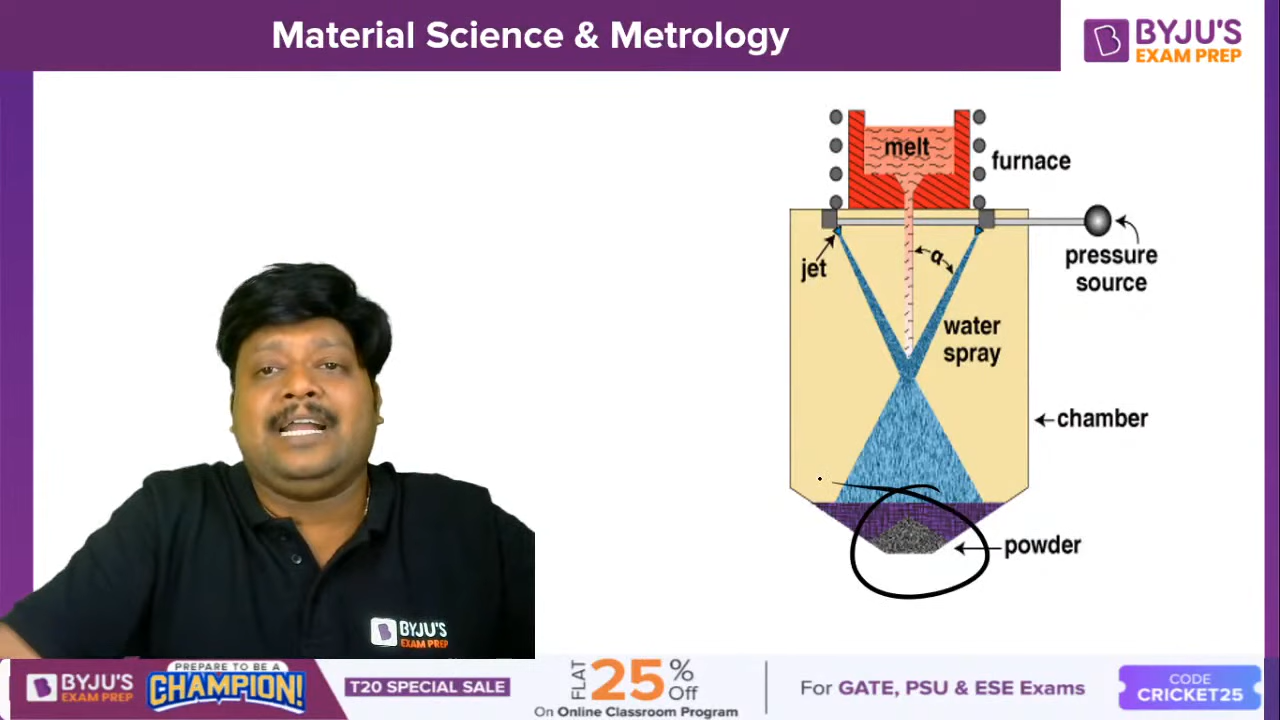 Material Science & Metrology
BYJU'S
EXAM PREP
melt
furnace
jet
α
pressure
source
water
spray
chamber
powder
BYJU'S
EXAM PREP
BYJU'S
EXAM PREP
PREPARE TO BE A
CHAMPION!
T20 SPECIAL SALE
FLAT
25% Off
On Online Classroom Program
For GATE, PSU & ESE Exams
CODE
CRICKET25